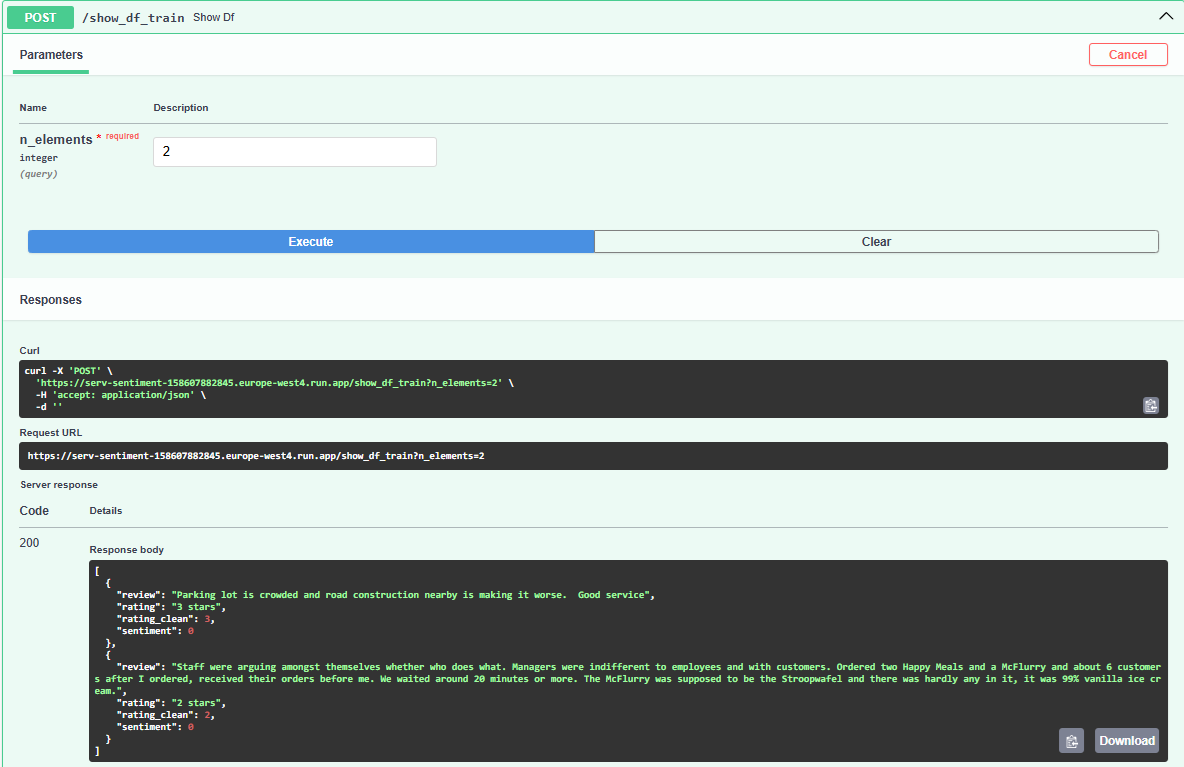 POST /show_df_train Show Df
Parameters Cancel
Name Description
n_elements * required
integer
(query)
2
Execute Clear
Responses
Curl
curl -X 'POST' \
  'https://serv-sentiment-158607882845.europe-west4.run.app/show_df_train?n_elements=2' \
  -H 'accept: application/json' \
  -d ''
Request URL
https://serv-sentiment-158607882845.europe-west4.run.app/show_df_train?n_elements=2
Server response
Code Details
200
Response body
[
  {
    "review": "Parking lot is crowded and road construction nearby is making it worse.  Good service",
    "rating": "3 stars",
    "rating_clean": 3,
    "sentiment": 0
  },
  {
    "review": "Staff were arguing amongst themselves whether who does what. Managers were indifferent to employees and with customers. Ordered two Happy Meals and a McFlurry and about 6 customer
s after I ordered, received their orders before me. We waited around 20 minutes or more. The McFlurry was supposed to be the Stroopwafel and there was hardly any in it, it was 99% vanilla ice cr
eam.",
    "rating": "2 stars",
    "rating_clean": 2,
    "sentiment": 0
  }
]
Download